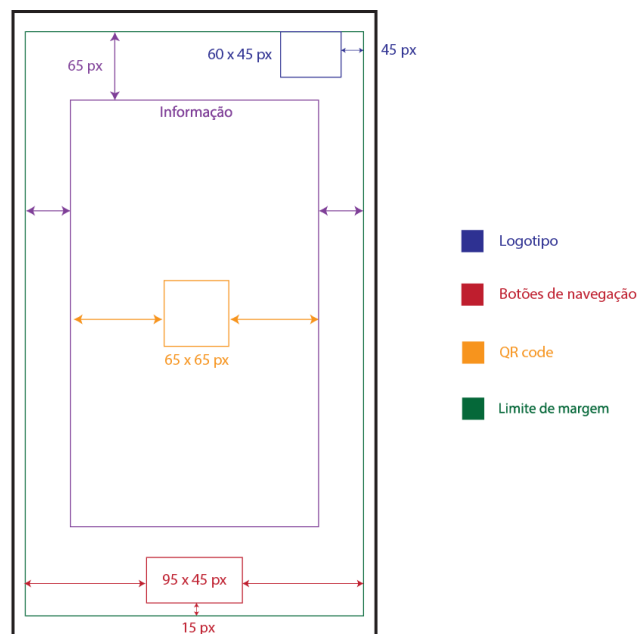 60 x 45 px
45 px
65 px
Informação
Logotipo
Botões de navegação
65 x 65 px
QR code
Limite de margem
95 x 45 px
15 px